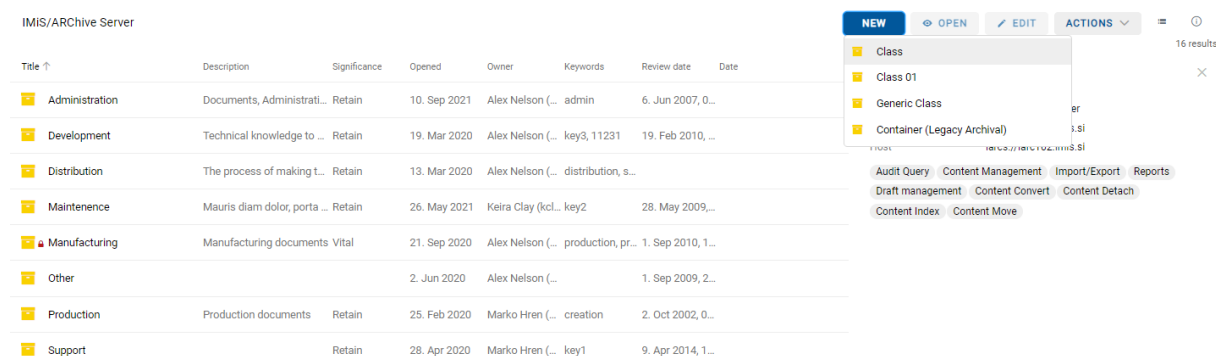 IMiS/ARChive Server NEW OPEN EDIT ACTIONS
16 results
Title Description Significance Opened Owner Keywords Review date Date
Administration Documents, Administrati... Retain 10. Sep 2021 Alex Nelson (... admin 6. Jun 2007, 0...
Development Technical knowledge to ... Retain 19. Mar 2020 Alex Nelson (... key3, 11231 19. Feb 2010, ...
Distribution The process of making t... Retain 13. Mar 2020 Alex Nelson (... distribution, s...
Maintenence Mauris diam dolor, porta ... Retain 26. May 2021 Keira Clay (kcl... key2 28. May 2009,...
Manufacturing Manufacturing documents Vital 21. Sep 2020 Alex Nelson (... production, pr... 1. Sep 2010, 1...
Other 2. Jun 2020 Alex Nelson (... 1. Sep 2009, 2...
Production Production documents Retain 25. Feb 2020 Marko Hren (... creation 2. Oct 2002, 0...
Support Retain 28. Apr 2020 Marko Hren (... key1 9. Apr 2014, 1...
Class
Class 01
Generic Class
Container (Legacy Archival)
er
s.si
Host iarcs://iarc102.imis.si
Audit Query Content Management Import/Export Reports
Draft management Content Convert Content Detach
Content Index Content Move